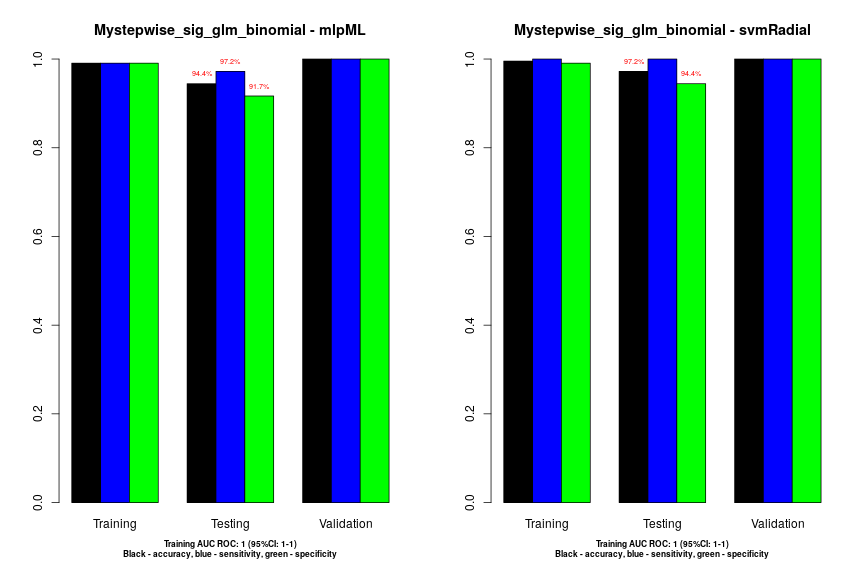 Mystepwise_sig_glm_binomial - mlpML
1.0
0.8
0.6
0.4
0.2
0.0
94.4%
97.2%
91.7%
Training
Testing
Validation
Training AUC ROC: 1 (95%CI: 1-1)
Black - accuracy, blue - sensitivity, green - specificity
Mystepwise_sig_glm_binomial - svmRadial
1.0
0.8
0.6
0.4
0.2
0.0
97.2%
94.4%
Training
Testing
Validation
Training AUC ROC: 1 (95%CI: 1-1)
Black - accuracy, blue - sensitivity, green - specificity